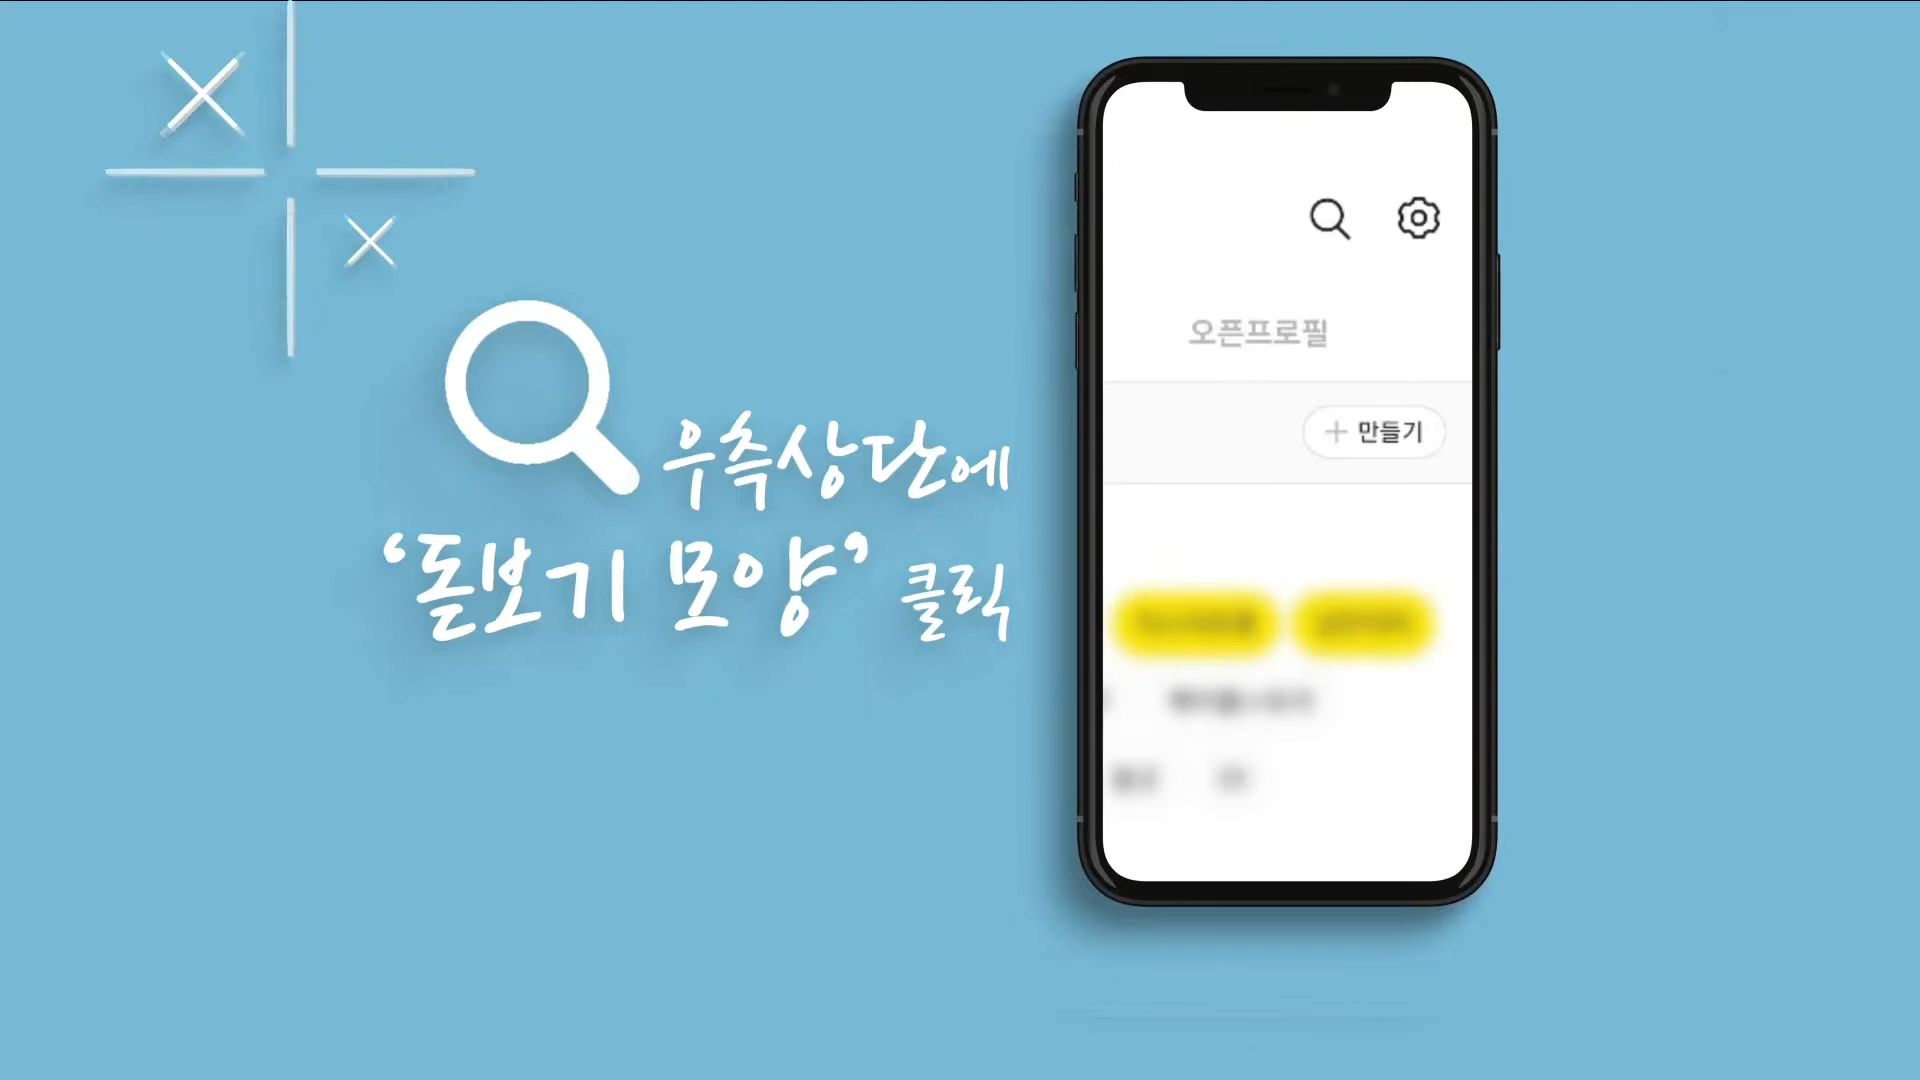 우측상단에
‘돋보기 모양’ 클릭
오픈프로필
+ 만들기